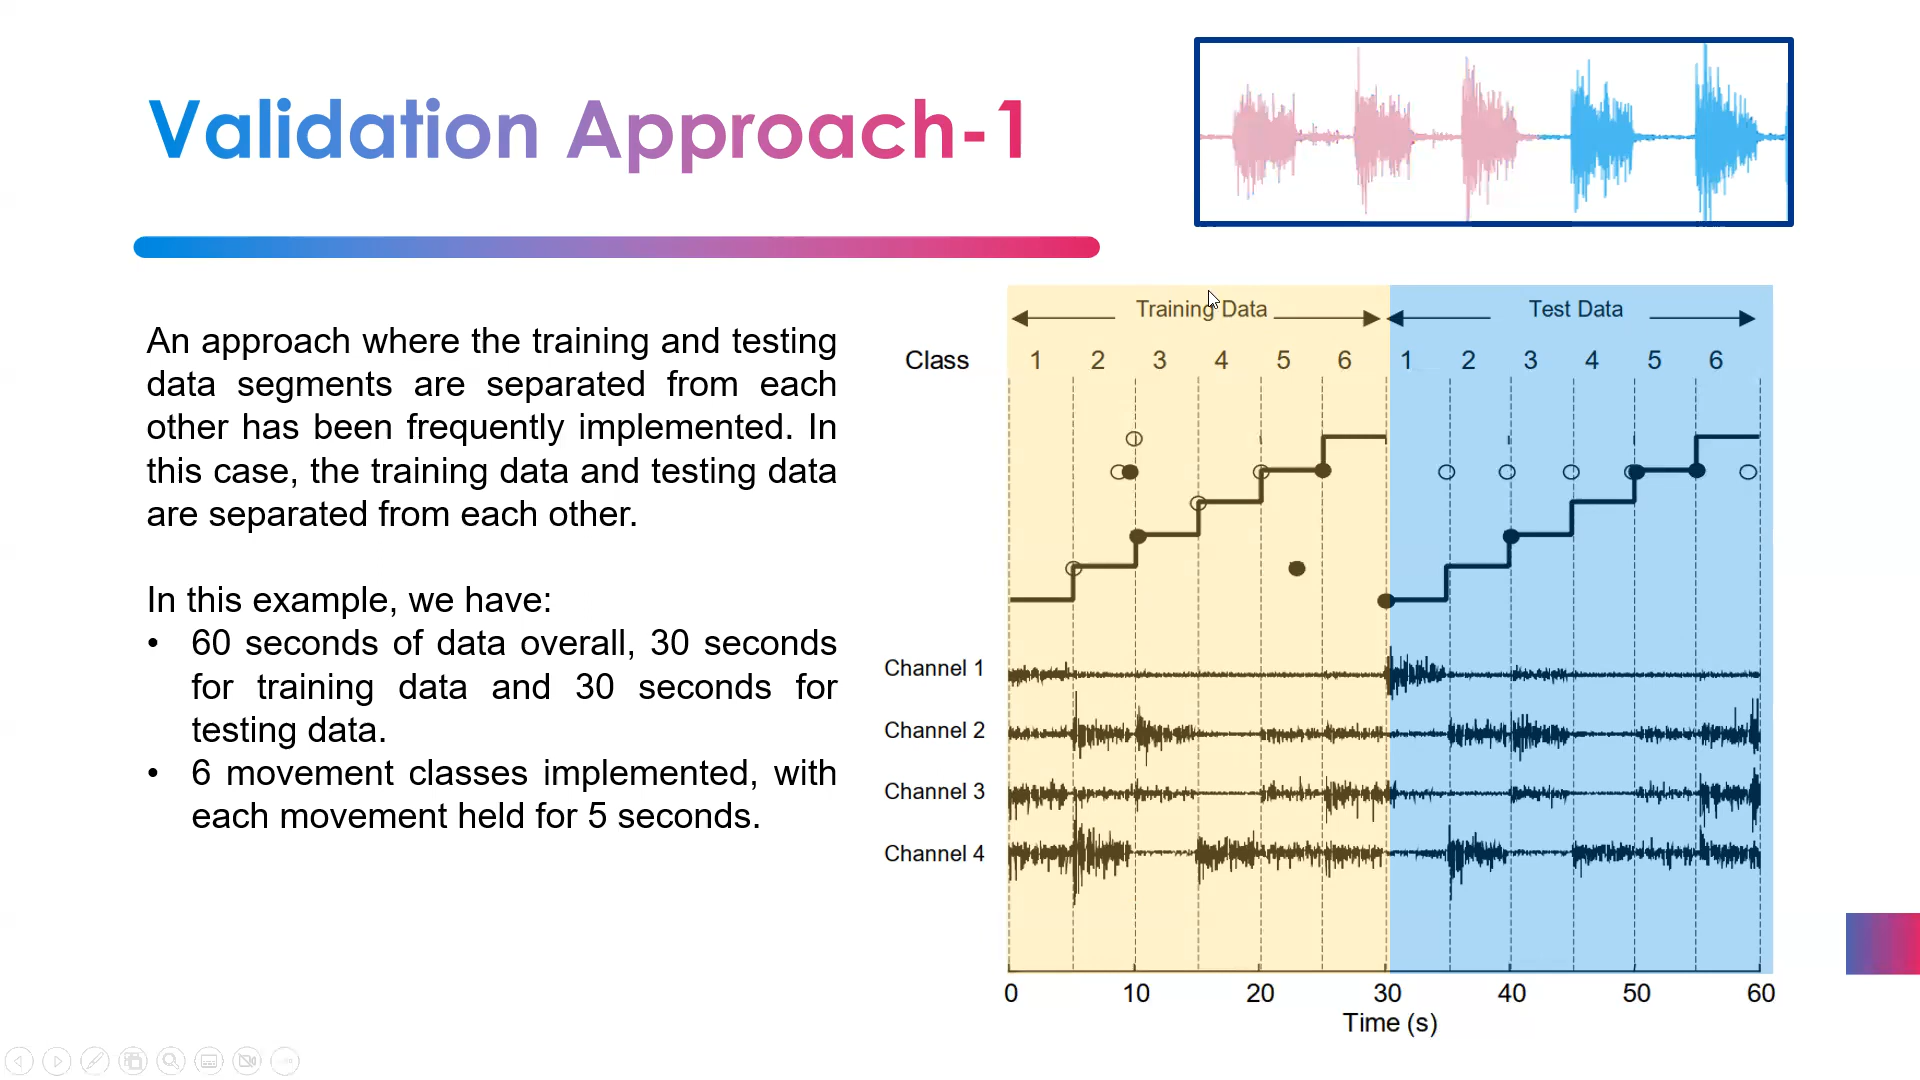 Validation Approach-1
An approach where the training and testing
data segments are separated from each
other has been frequently implemented. In
this case, the training data and testing data
are separated from each other.
In this example, we have:
• 60 seconds of data overall, 30 seconds
for training data and 30 seconds for
testing data.
• 6 movement classes implemented, with
each movement held for 5 seconds.
Training Data Test Data
Class 1 2 3 4 5 6 1 2 3 4 5 6
Channel 1
Channel 2
Channel 3
Channel 4
0 10 20 30 40 50 60
Time (s)